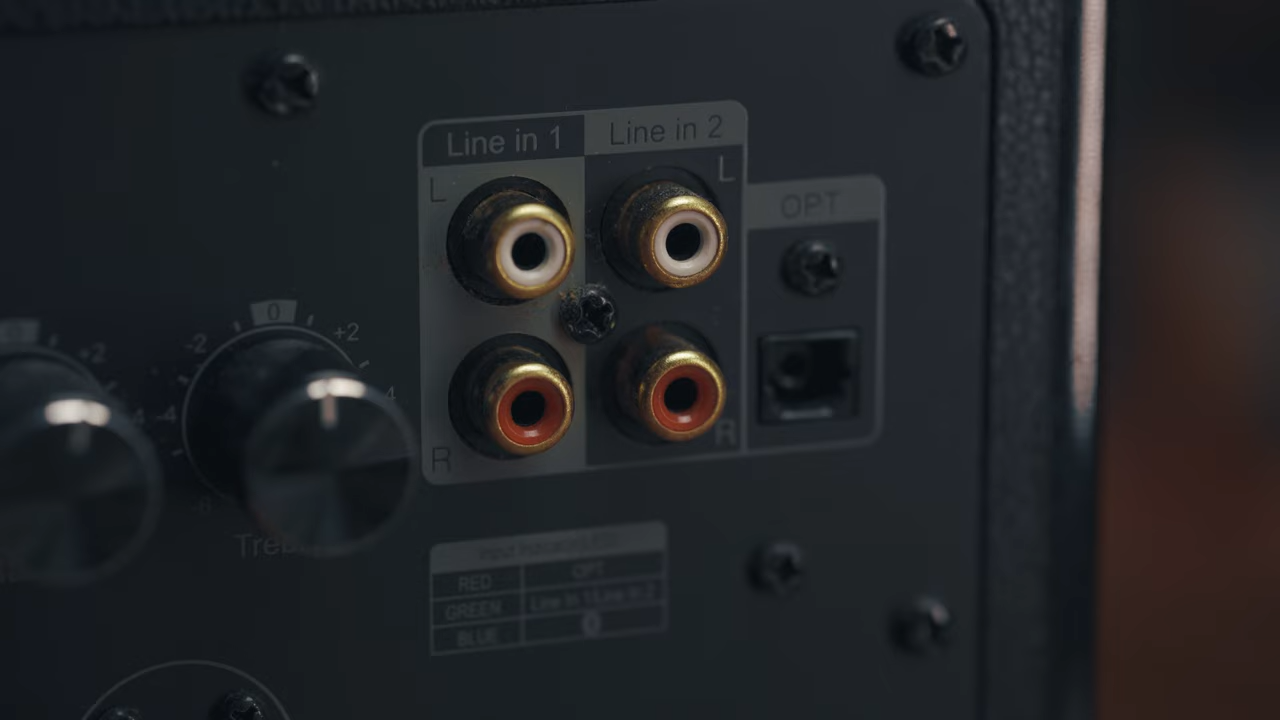 Line in 1
Line in 2
L
L
OPT
0
-2
+2
+2
-4
4
R
R
Treb
RED
OPT
GREEN
Line in 1 Line in 2
BLUE